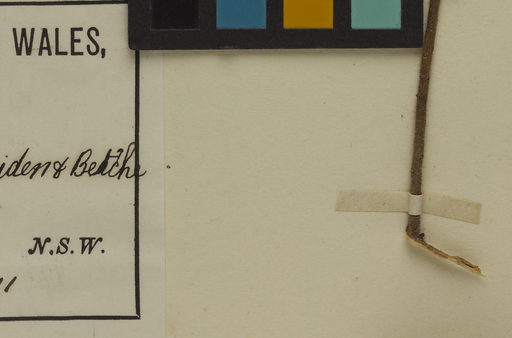 WALES,
iden & Betche
N.S.W.